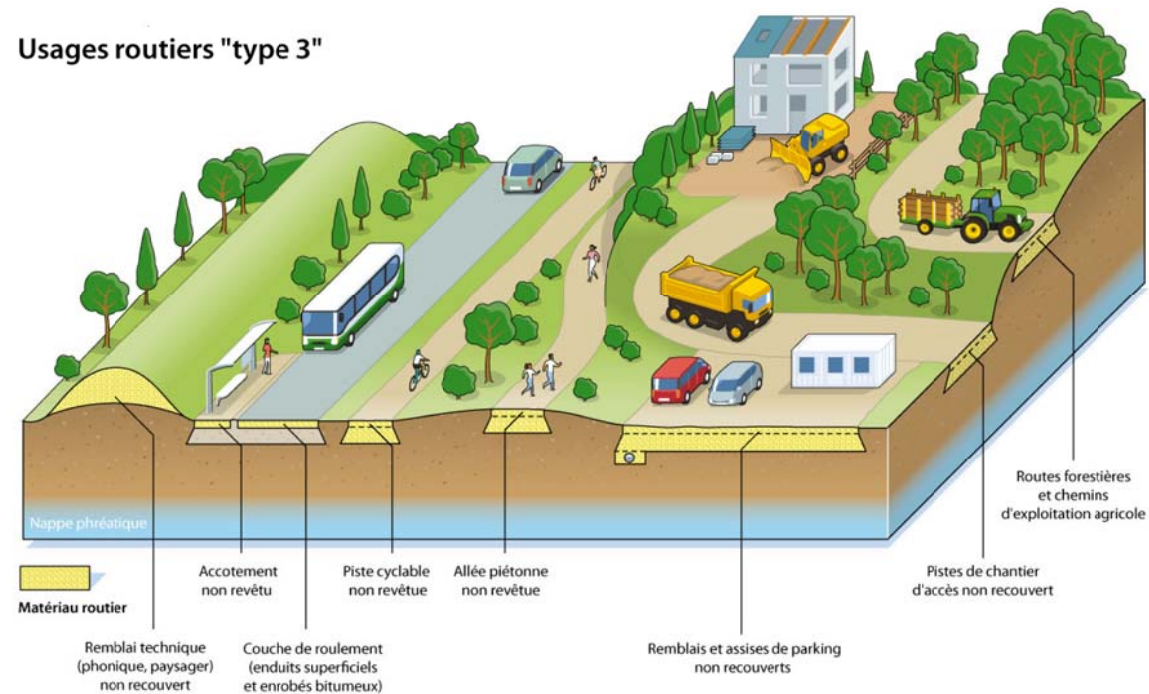 Usages routiers "type 3"
Nappe phréatique
Matériau routier
Remblai technique
(phonique, paysager)
non recouvert
Accotement
non revêtu
Couche de roulement
(enduits superficiels
et enrobés bitumeux)
Piste cyclable
non revêtue
Allée piétonne
non revêtue
Remblais et assises de parking
non recouverts
Pistes de chantier
d'accès non recouvert
Routes forestières
et chemins
d'exploitation agricole